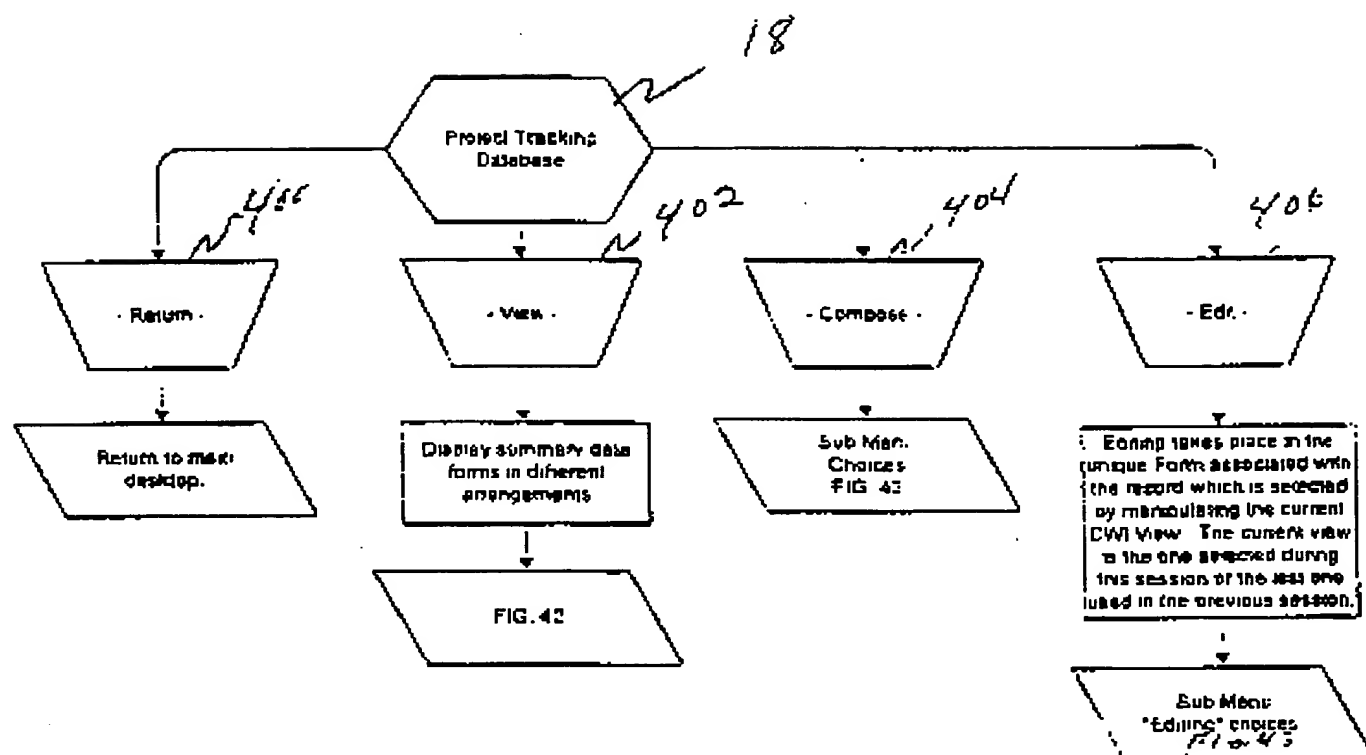 18
Project Tracking
Database
402
404
- Return -
- View -
- Compose -
- Edit -
Return to main
desktop.
Display summary data
forms in different
arrangements
Sub Menu
Choices
FIG. 43
Editing takes place in the
unique Form associated with
the record which is selected
by manipulating the current
View. The current view
is the one selected during
this session or the last one
used in the previous session.
FIG. 42
Sub Menu
"Editing" choices